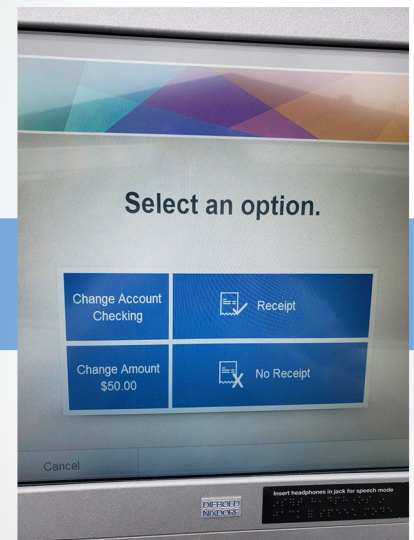 Select an option.
Change Account
Checking
Receipt
Change Amount
$50.00
No Receipt
Cancel
DIEBOLD
NIXDORF
Insert headphones in jack for speech mode